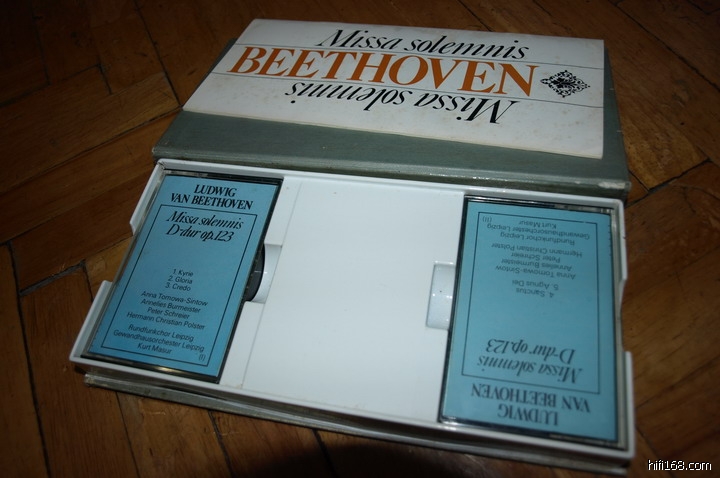 Missa solemnis
BEETHOVEN
Missa solemnis
LUDWIG
VAN BEETHOVEN
Missa solemnis
D-dur op.123
1. Kyrie
2. Gloria
3. Credo
Anna Tomowa-Sintow
Annelies Burmeister
Peter Schreier
Hermann Christian Polster
Rundfunkchor Leipzig
Gewandhausorchester Leipzig
Kurt Masur
(I)
LUDWIG
VAN BEETHOVEN
Missa solemnis
D-dur op.123
4. Sanctus
5. Agnus Dei
Anna Tomowa-Sintow
Annelies Burmeister
Peter Schreier
Hermann Christian Polster
Rundfunkchor Leipzig
Gewandhausorchester Leipzig
Kurt Masur
(II)
hifi168.com